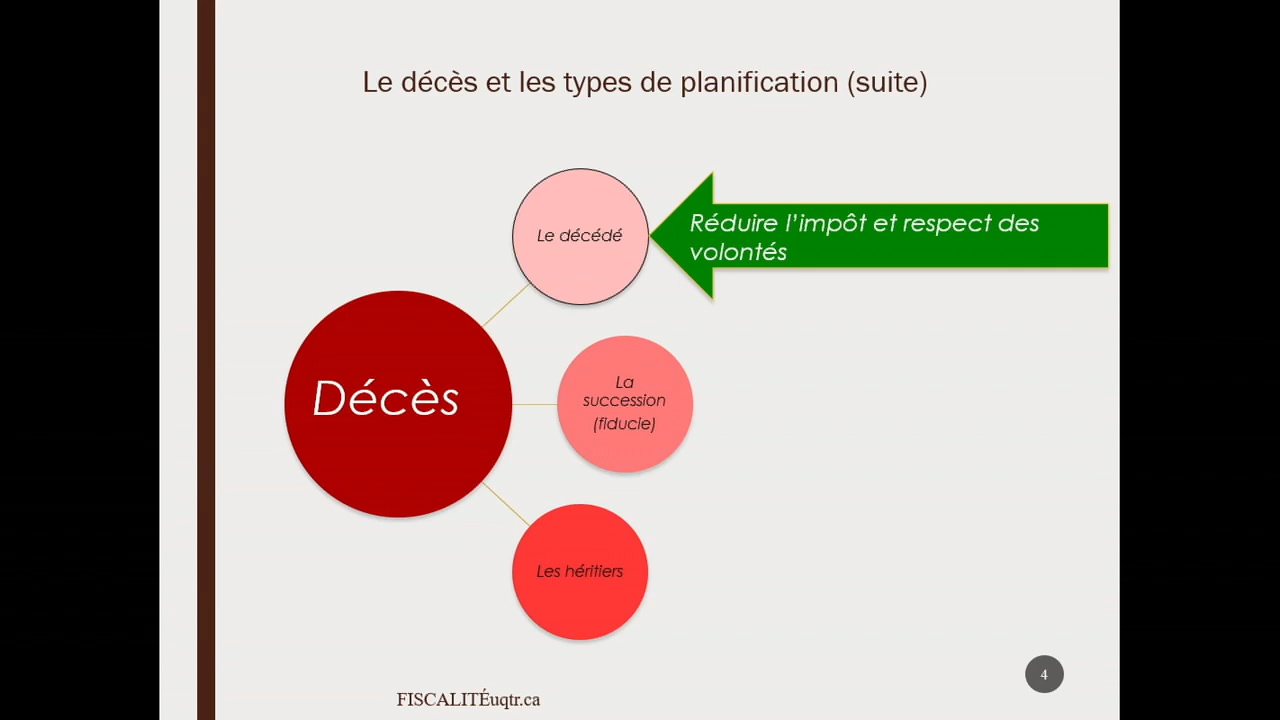 Le décès et les types de planification (suite)
Le décédé
Réduire l'impôt et respect des
volontés
Décès
La
succession
(fiducie)
Les héritiers
FISCALITÉuqtr.ca
4